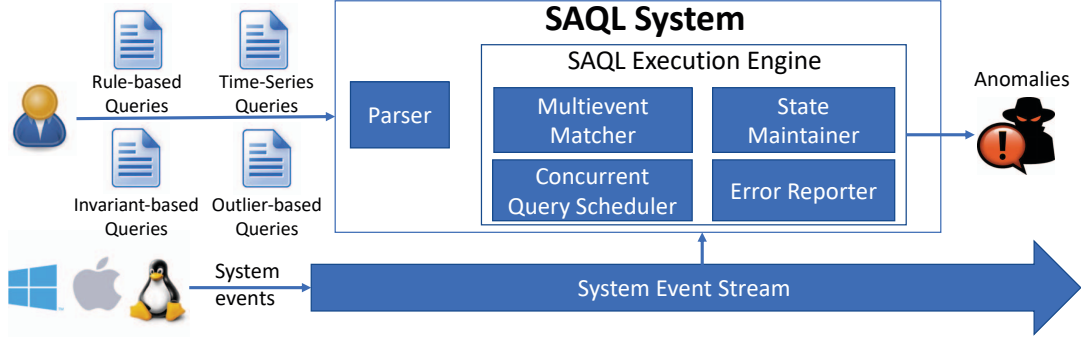 SAQL System
SAQL Execution Engine
Rule-based
Queries
Time-Series
Queries
Anomalies
Parser
Multievent
Matcher
State
Maintainer
Concurrent
Query Scheduler
Error Reporter
!
Invariant-based
Queries
Outlier-based
Queries
System
events
System Event Stream